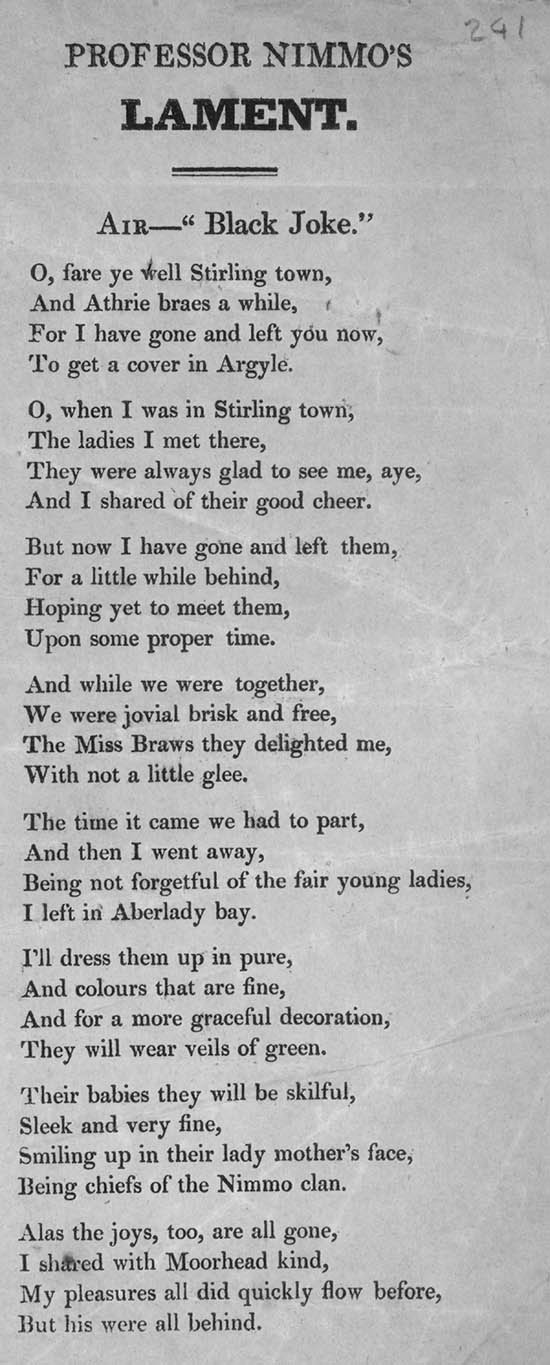 241
PROFESSOR NIMMO'S
LAMENT.
AIR—“ Black Joke.”
O, fare ye well Stirling town,
And Athrie braes a while,
For I have gone and left you now,
To get a cover in Argyle.
O, when I was in Stirling town,
The ladies I met there,
They were always glad to see me, aye,
And I shared of their good cheer.
But now I have gone and left them,
For a little while behind,
Hoping yet to meet them,
Upon some proper time.
And while we were together,
We were jovial brisk and free,
The Miss Braws they delighted me,
With not a little glee.
The time it came we had to part,
And then I went away,
Being not forgetful of the fair young ladies,
I left in Aberlady bay.
I'll dress them up in pure,
And colours that are fine,
And for a more graceful decoration,
They will wear veils of green.
Their babies they will be skilful,
Sleek and very fine,
Smiling up in their lady mother's face,
Being chiefs of the Nimmo clan.
Alas the joys, too, are all gone,
I shared with Moorhead kind,
My pleasures all did quickly flow before,
But his were all behind.